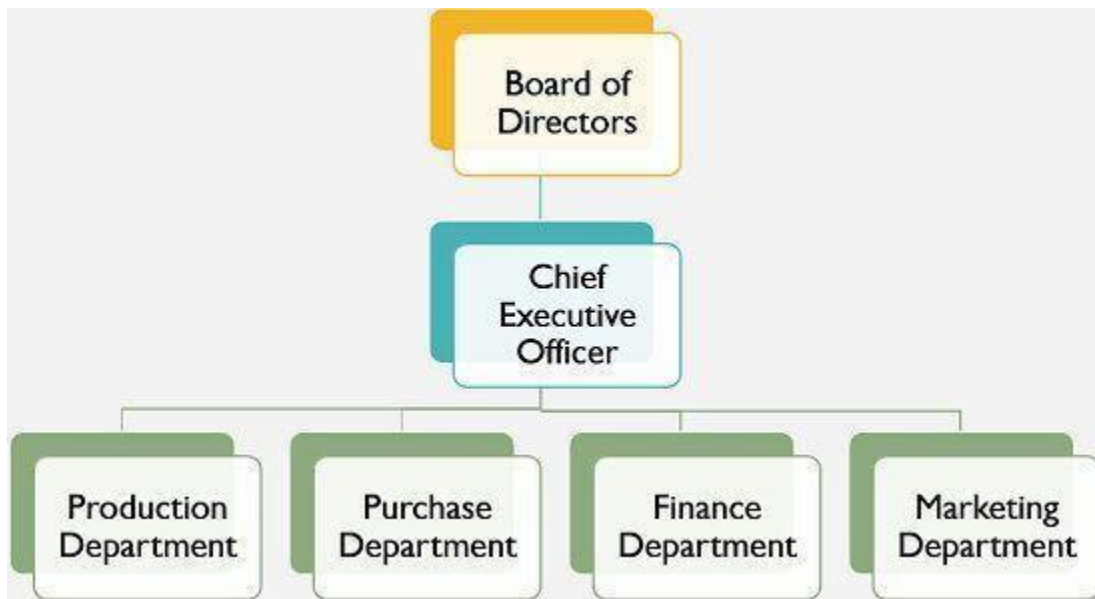 Board of
Directors
Chief
Executive
Officer
Production
Department
Purchase
Department
Finance
Department
Marketing
Department